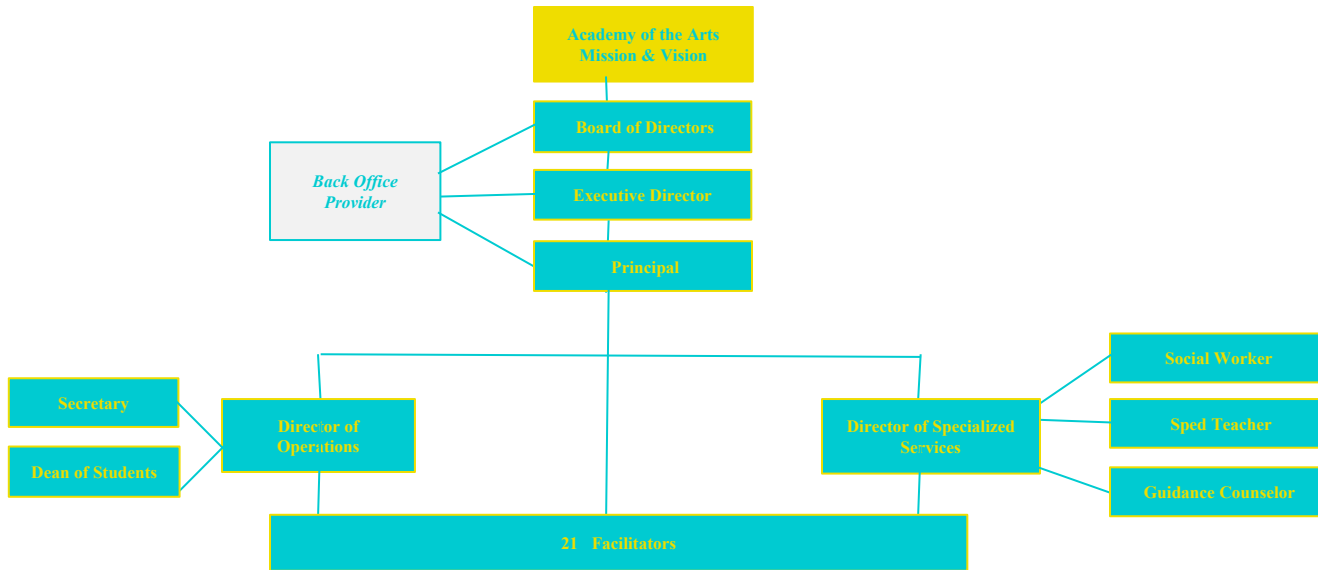 Academy of the Arts
Mission & Vision
Board of Directors
Back Office
Provider
Executive Director
Principal
Social Worker
Secretary
Director of
Operations
Director of Specialized
Services
Sped Teacher
Dean of Students
Guidance Counselor
21 Facilitators